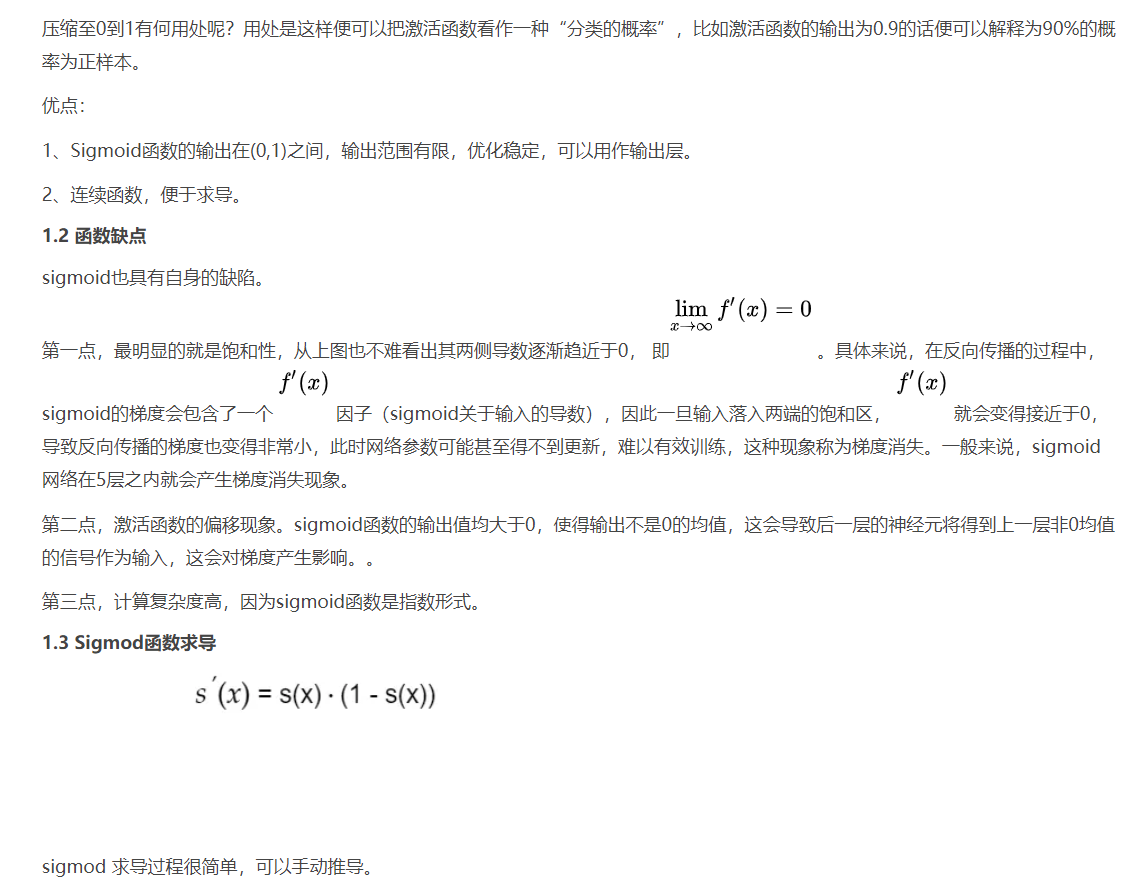 压缩至0到1有何用处呢？用处是这样便可以把激活函数看作一种“分类的概率”，比如激活函数的输出为0.9的话便可以解释为90%的概
率为正样本。
优点：
1、Sigmoid函数的输出在(0,1)之间，输出范围有限，优化稳定，可以用作输出层。
2、连续函数，便于求导。
1.2 函数缺点
sigmoid也具有自身的缺陷。
第一点，最明显的就是饱和性，从上图也不难看出其两侧导数逐渐趋近于0， 即 lim x→∞ f′(x) = 0 。具体来说，在反向传播的过程中，
sigmoid的梯度会包含了一个 f′(x) 因子（sigmoid关于输入的导数），因此一旦输入落入两端的饱和区， f′(x) 就会变得接近于0，
导致反向传播的梯度也变得非常小，此时网络参数可能甚至得不到更新，难以有效训练，这种现象称为梯度消失。一般来说，sigmoid
网络在5层之内就会产生梯度消失现象。
第二点，激活函数的偏移现象。sigmoid函数的输出值均大于0，使得输出不是0的均值，这会导致后一层的神经元将得到上一层非0均值
的信号作为输入，这会对梯度产生影响。。
第三点，计算复杂度高，因为sigmoid函数是指数形式。
1.3 Sigmod函数求导
s′(x) = s(x) · (1 - s(x))
sigmod 求导过程很简单，可以手动推导。